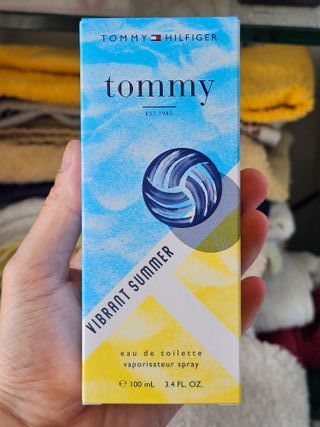 TOMMY HILFIGER
tommy
EST. 1985
VIBRANT SUMMER
eau de toilette
vaporisateur spray
℮ 100 mL 3.4 FL. OZ.